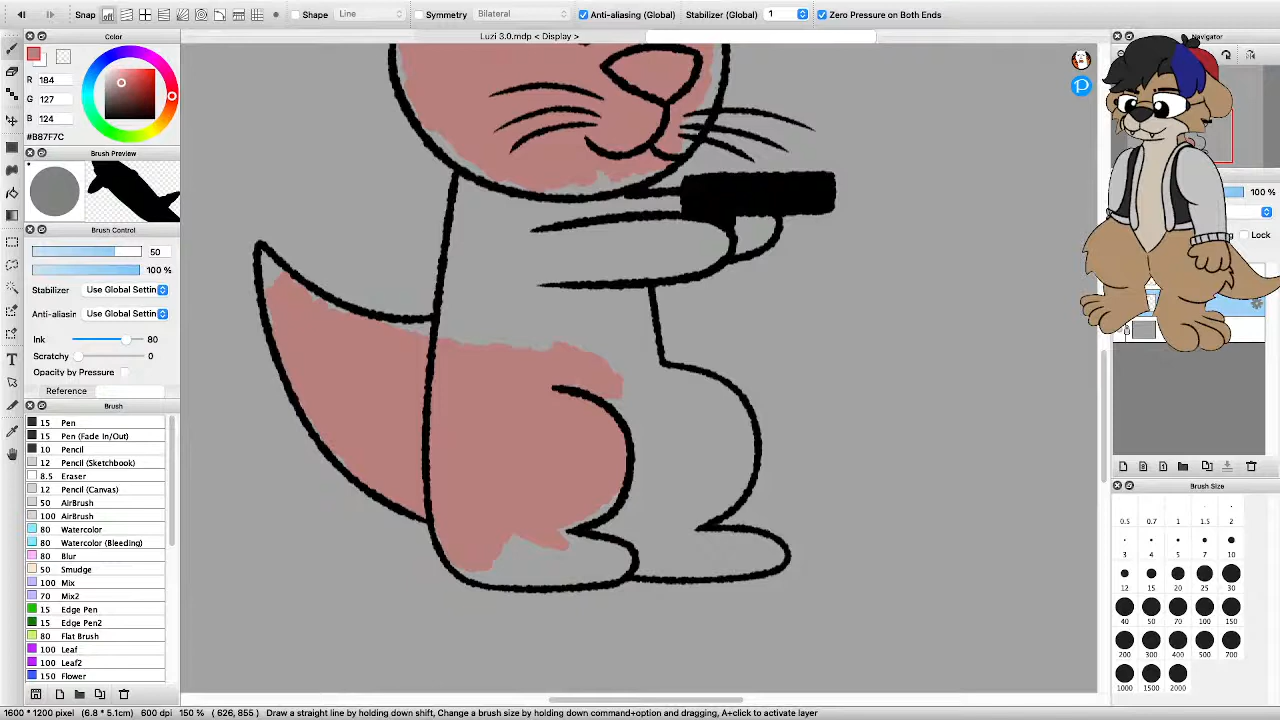 Snap Shape Line Symmetry Bilateral Anti-aliasing (Global) Stabilizer (Global) 1 Zero Pressure on Both Ends
Color
Luzi 3.0.mdp < Display >
Navigator
R 184
G 127
B 124
#B87F7C
Brush Preview
100 %
Lock
Brush Control
50
100 %
Stabilizer Use Global Settin
Anti-aliasin Use Global Settin
Ink 80
Scratchy 0
Opacity by Pressure
Reference
Brush
15 Pen
15 Pen (Fade In/Out)
10 Pencil
12 Pencil (Sketchbook)
8.5 Eraser
12 Pencil (Canvas)
50 AirBrush
100 AirBrush
80 Watercolor
100 Watercolor (Bleeding)
80 Blur
50 Smudge
100 Mix
70 Mix2
15 Edge Pen
15 Edge Pen2
80 Flat Brush
100 Leaf
100 Leaf2
150 Flower
Brush Size
0.5 0.7 1 1.5 2
3 4 5 7 10
12 15 20 25 30
40 50 70 100 150
200 300 400 500 700
1000 1500 2000
1600 * 1200 pixel (6.8 * 5.1cm) 600 dpi 150 % ( 626, 855 ) Draw a straight line by holding down shift, Change a brush size by holding down command+option and dragging, A+click to activate layer